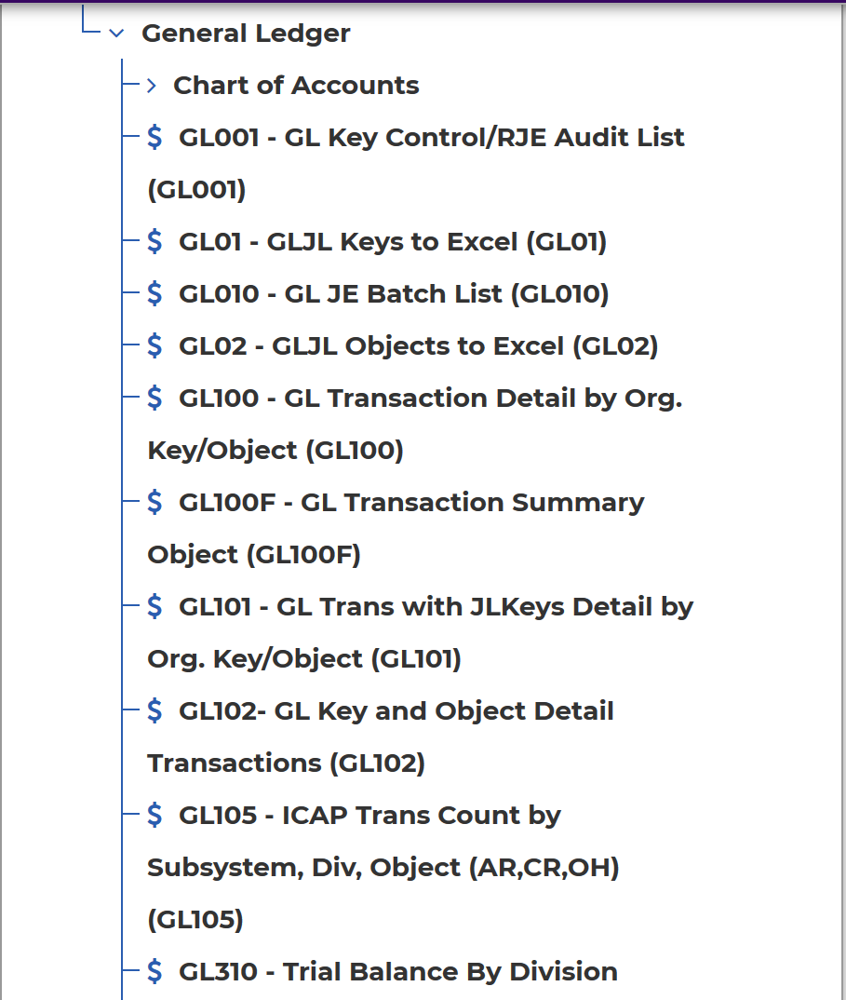 General Ledger
Chart of Accounts
$ GL001 - GL Key Control/RJE Audit List
(GL001)
$ GL01 - GLJL Keys to Excel (GL01)
$ GL010 - GL JE Batch List (GL010)
$ GL02 - GLJL Objects to Excel (GL02)
$ GL100 - GL Transaction Detail by Org.
Key/Object (GL100)
$ GL100F - GL Transaction Summary
Object (GL100F)
$ GL101 - GL Trans with JLKeys Detail by
Org. Key/Object (GL101)
$ GL102- GL Key and Object Detail
Transactions (GL102)
$ GL105 - ICAP Trans Count by
Subsystem, Div, Object (AR,CR,OH)
(GL105)
$ GL310 - Trial Balance By Division